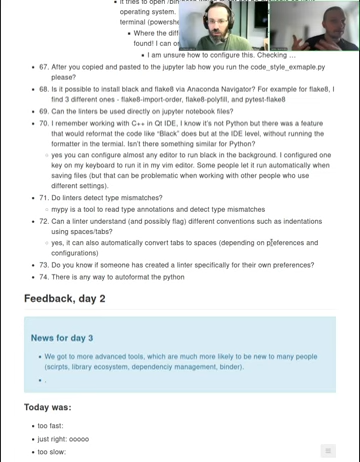 It tries to open /bin
operating system.
terminal (powershe
Where the diff
found! I can o
I am unsure how to configure this. Checking ...
67. After you copied and pasted to the jupyter lab how you run the code_style_exmaple.py
please?
68. Is it possible to install black and flake8 via Anaconda Navigator? For example for flake8, I
find 3 different ones - flake8-import-order, flake8-polyfill, and pytest-flake8
69. Can the linters be used directly on jupyter notebook files?
70. I remember working with C++ in Qt IDE, I know it's not Python but there was a feature
that would reformat the code like "Black" does but at the IDE level, without running the
formatter in the termial. Isn't there something similar for Python?
yes you can configure almost any editor to run black in the background. I configured one
key on my keyboard to run it in my vim editor. Some people let it run automatically when
saving files (but that can be problematic when working with other people who use
different settings).
71. Do linters detect type mismatches?
mypy is a tool to read type annotations and detect type mismatches
72. Can a linter understand (and possibly flag) different conventions such as indentations
using spaces/tabs?
yes, it can also automatically convert tabs to spaces (depending on preferences and
configurations)
73. Do you know if someone has created a linter specifically for their own preferences?
74. There is any way to autoformat the python
Feedback, day 2
News for day 3
We got to more advanced tools, which are much more likely to be new to many people
(scirpts, library ecosystem, dependenciy management, binder).
.
Today was:
too fast:
just right: ooooo
too slow: